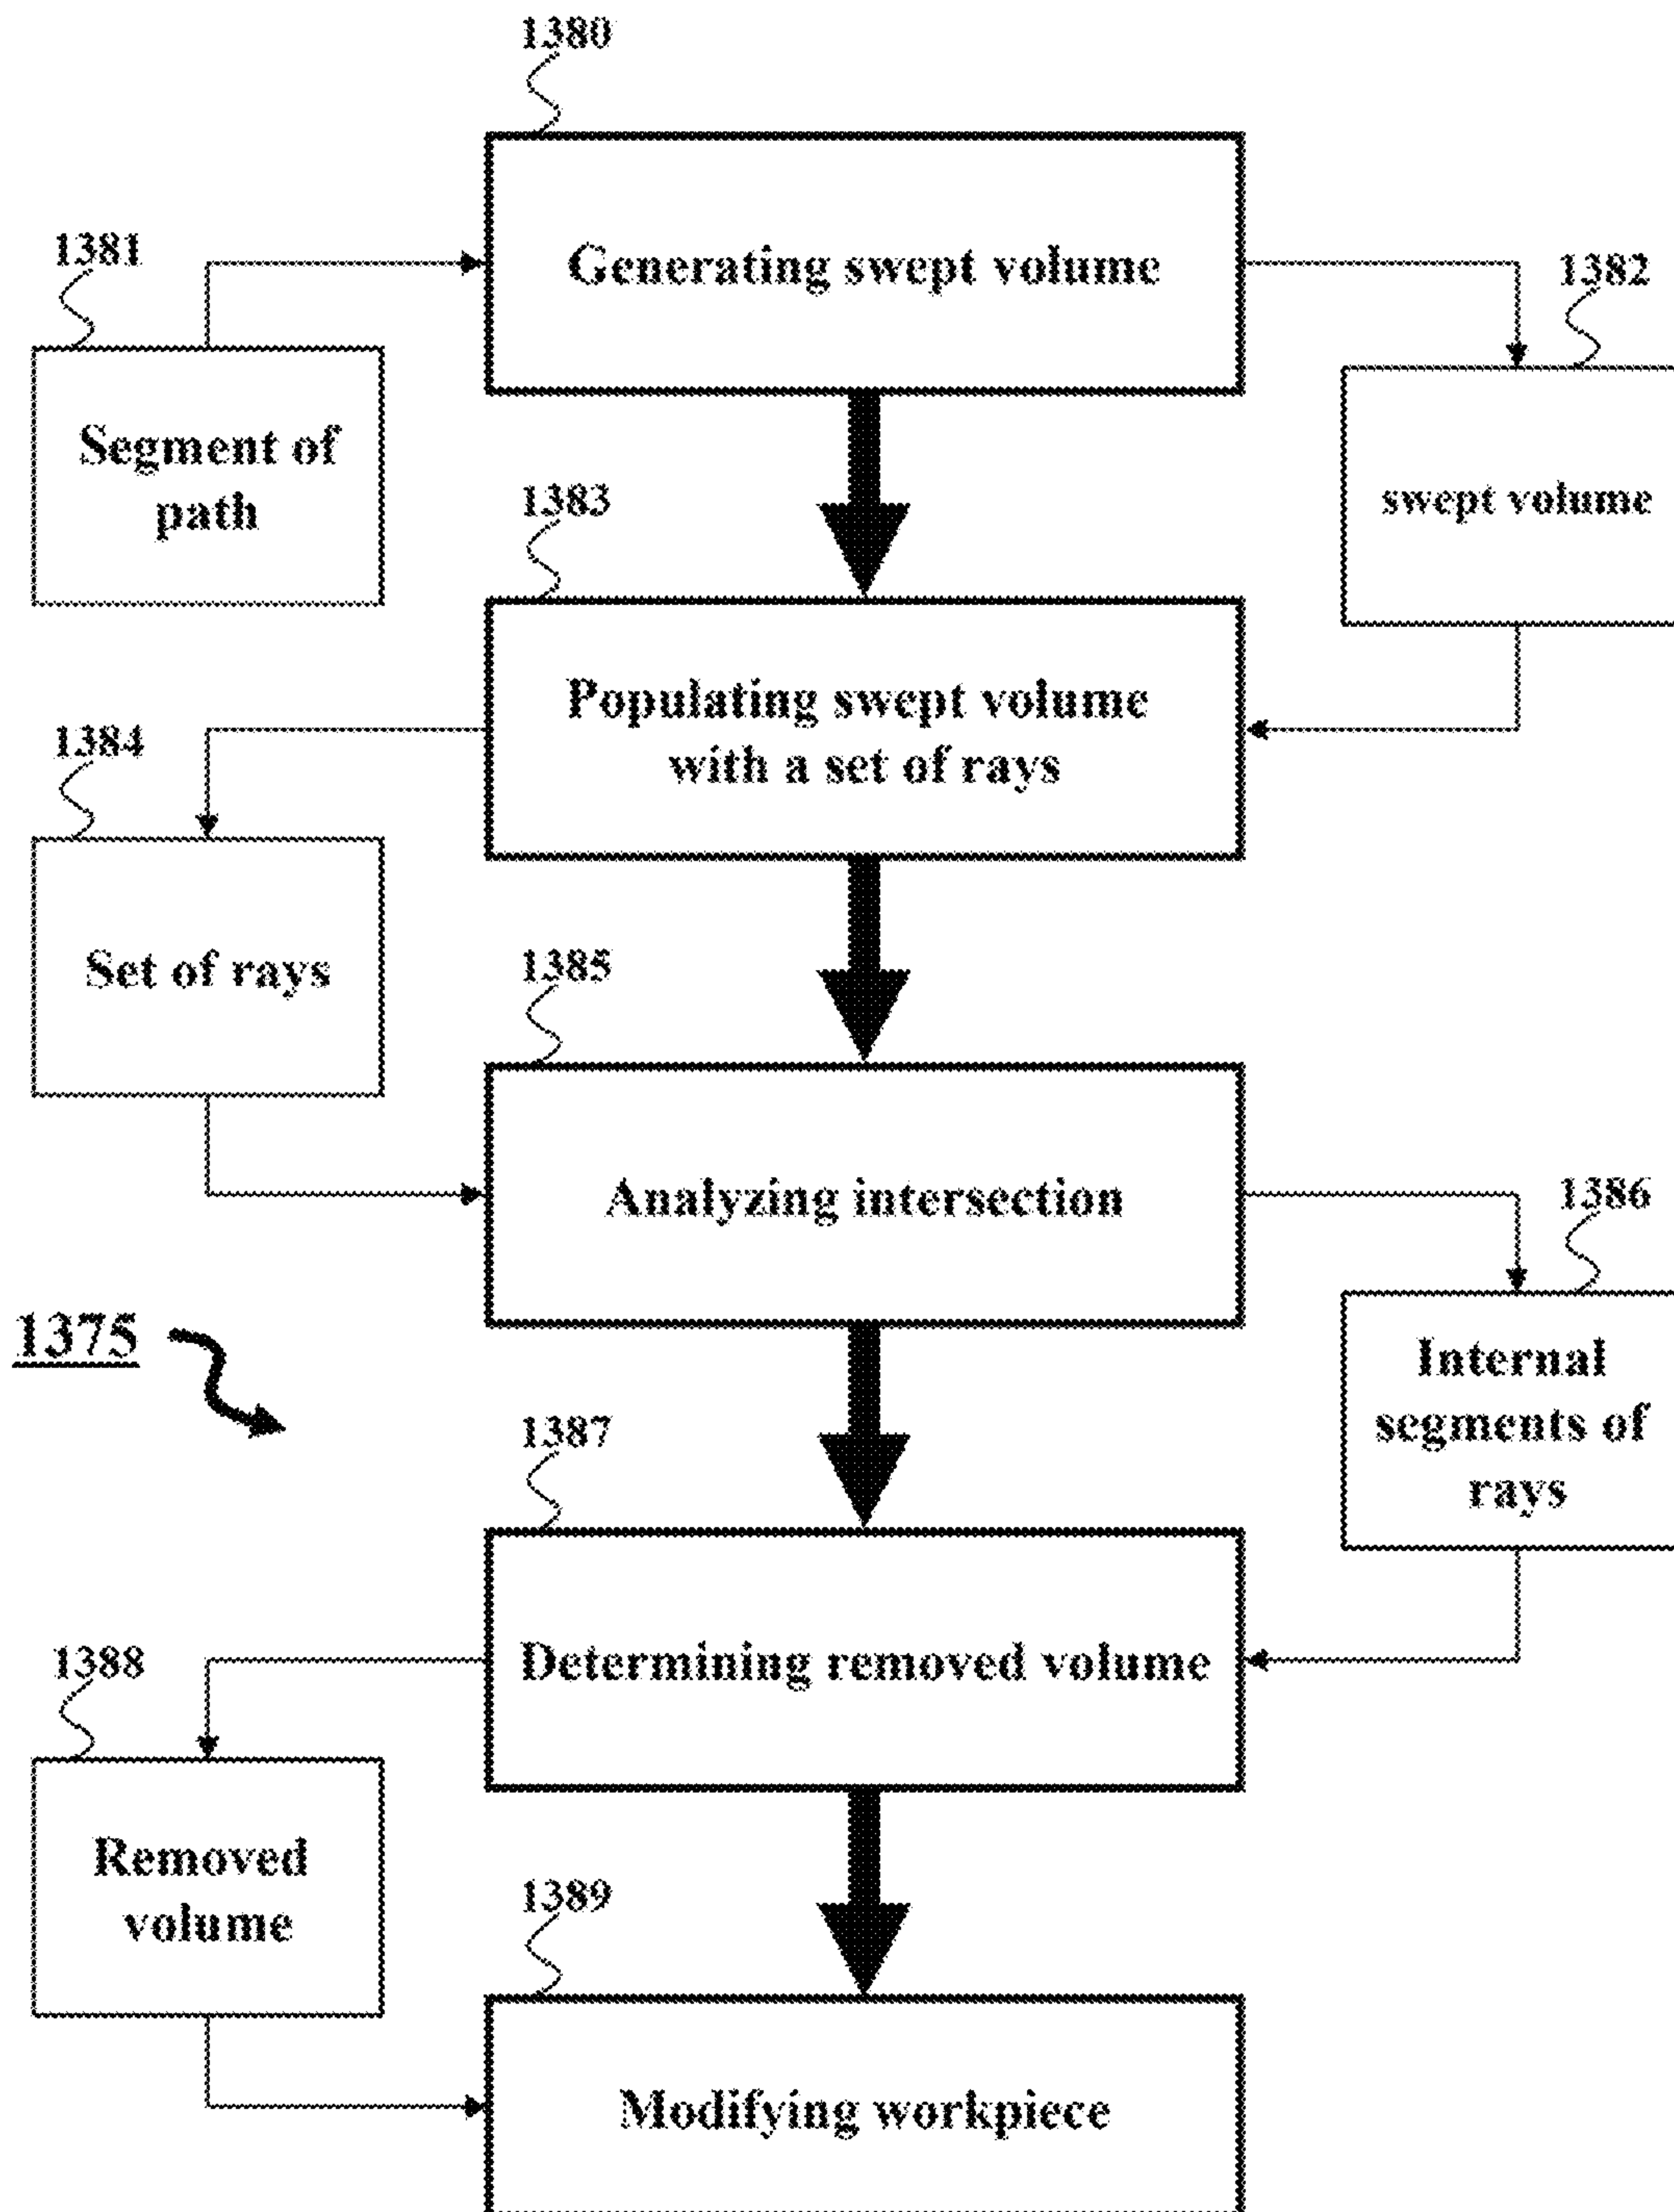 1380
Generating swept volume
1381
Segment of
path
1382
swept volume
1383
Populating swept volume
with a set of rays
1384
Set of rays
1385
Analyzing intersection
1386
Internal
segments of
rays
1375
1387
Determining removed volume
1388
Removed
volume
1389
Modifying workpiece